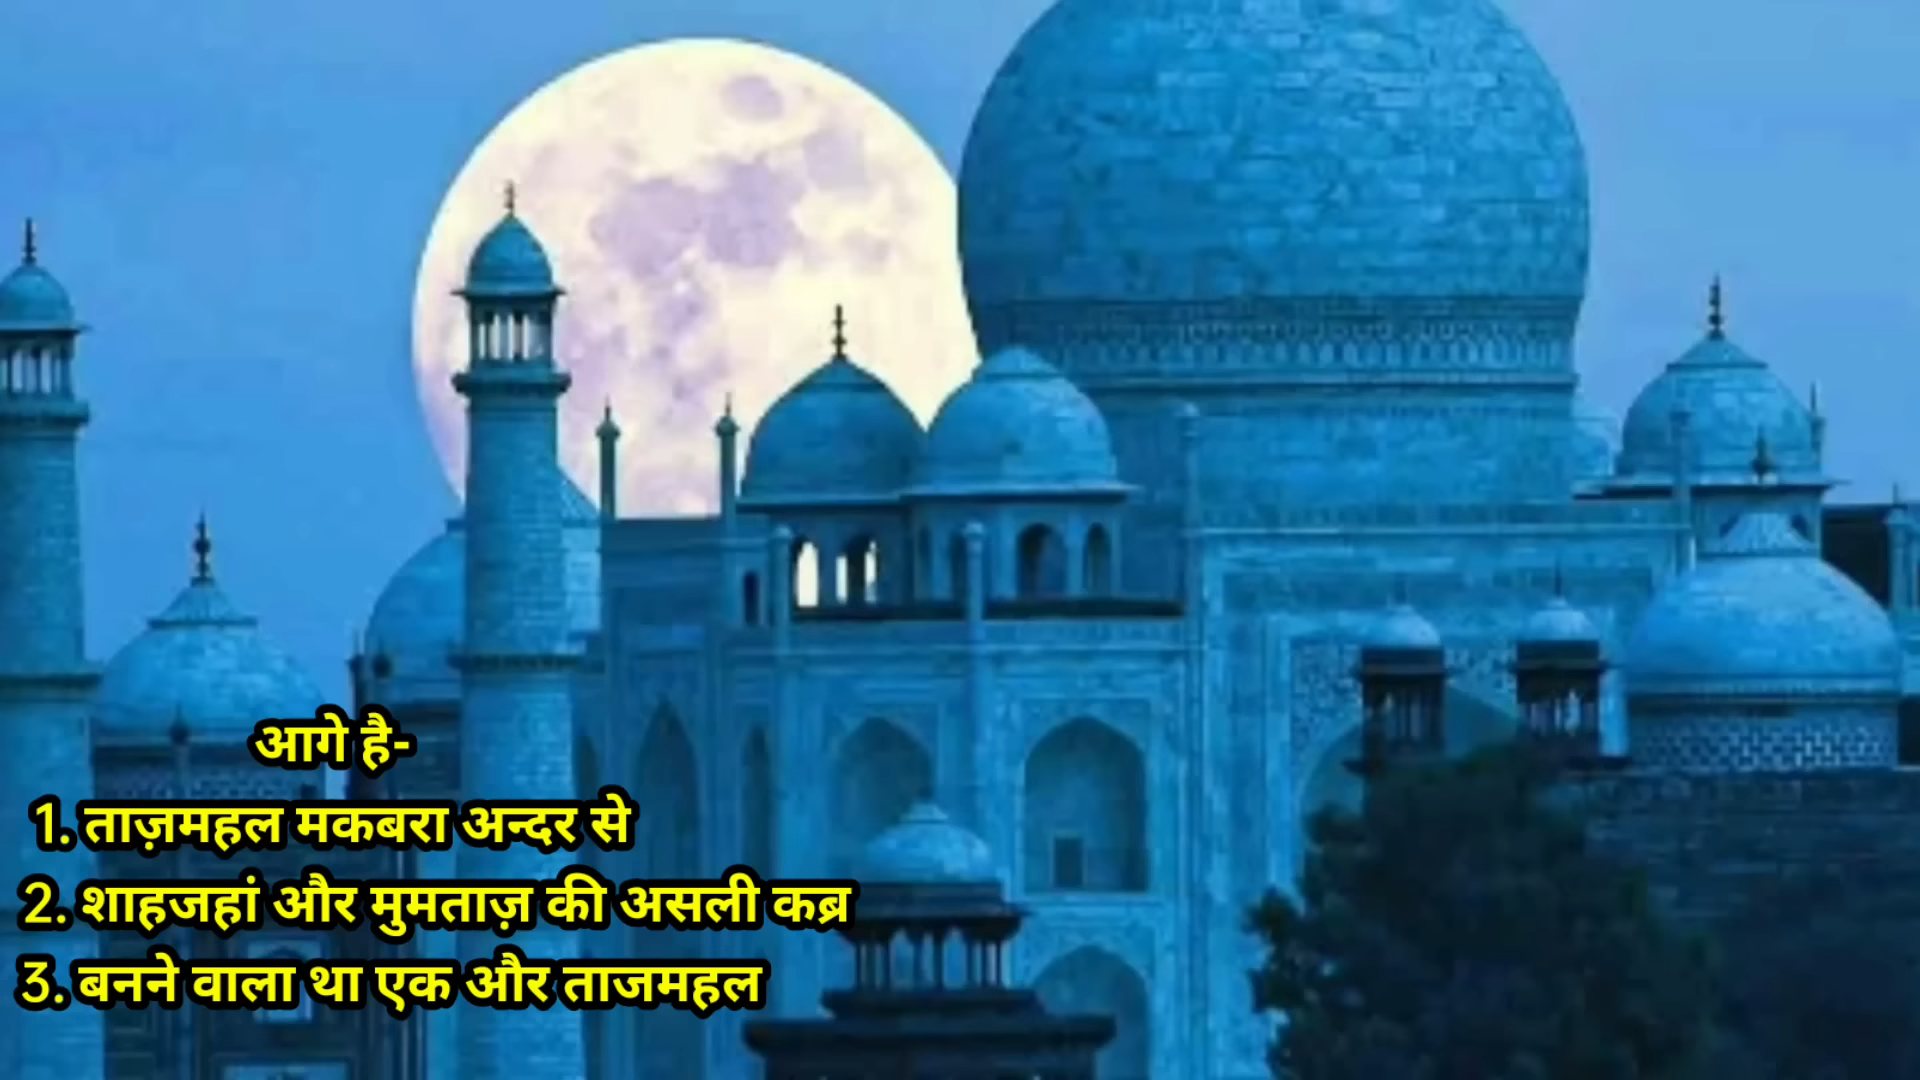 आगे है-
1. ताज़महल मकबरा अन्दर से
2. शाहजहां और मुमताज़ की असली कब्र
3. बनने वाला था एक और ताजमहल